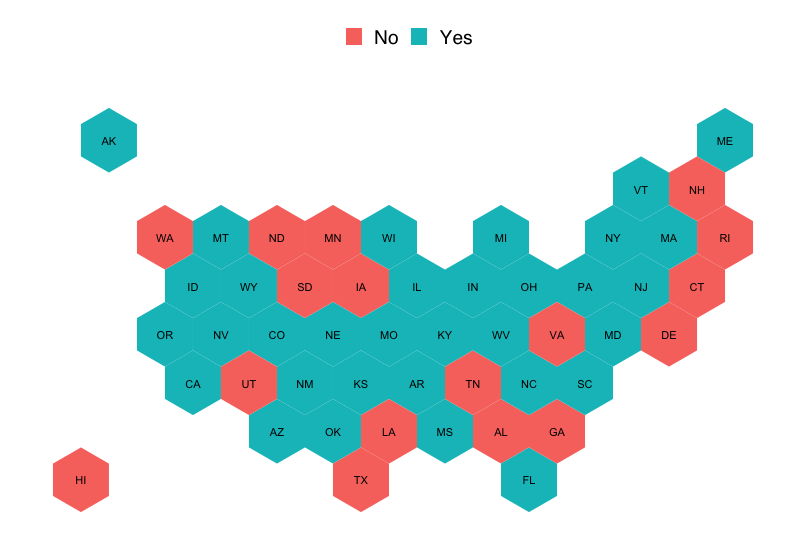 No Yes
AK ME
VT NH
WA MT ND MN WI MI NY MA RI
ID WY SD IA IL IN OH PA NJ CT
OR NV CO NE MO KY WV VA MD DE
CA UT NM KS AR TN NC SC
AZ OK LA MS AL GA
HI TX FL